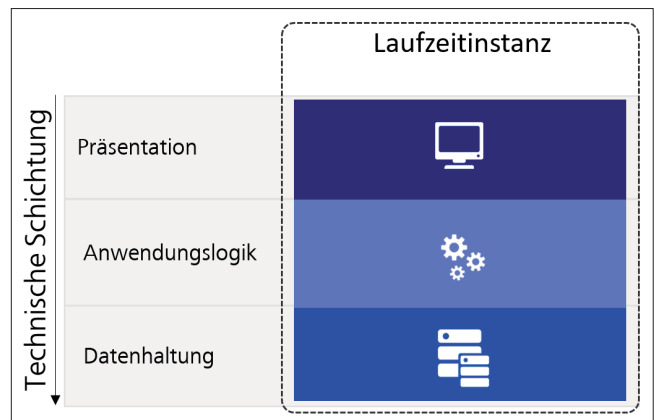 Laufzeitinstanz
Technische Schichtung
Präsentation
Anwendungslogik
Datenhaltung